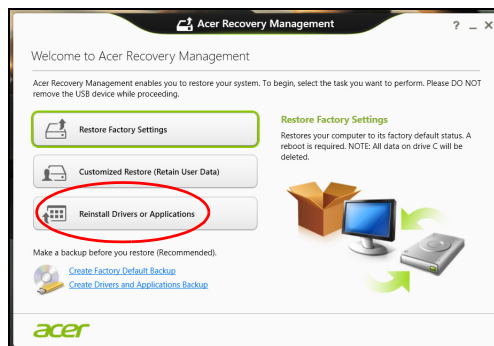 Acer Recovery Management
? _ X
Welcome to Acer Recovery Management
Acer Recovery Management enables you to restore your system. To begin, select the task you want to perform. Please DO NOT
remove the USB device while proceeding.
Restore Factory Settings
Customized Restore (Retain User Data)
Reinstall Drivers or Applications
Restore Factory Settings
Restores your computer to its factory default status. A
reboot is required. NOTE: All data on drive C will be
deleted.
Make a backup before you restore (Recommended).
Create Factory Default Backup
Create Drivers and Applications Backup
acer